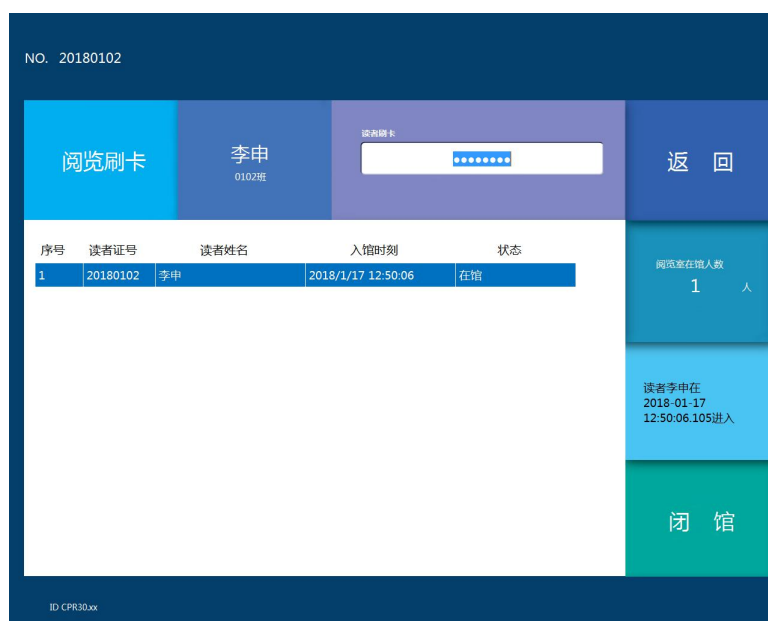 NO. 20180102
阅览刷卡
李申
0102班
读者刷卡
返 回
序号 读者证号 读者姓名 入馆时刻 状态
1 20180102 李申 2018/1/17 12:50:06 在馆
阅览室在馆人数
1 人
读者李申在
2018-01-17
12:50:06.105进入
闭 馆
ID CPR30.xx